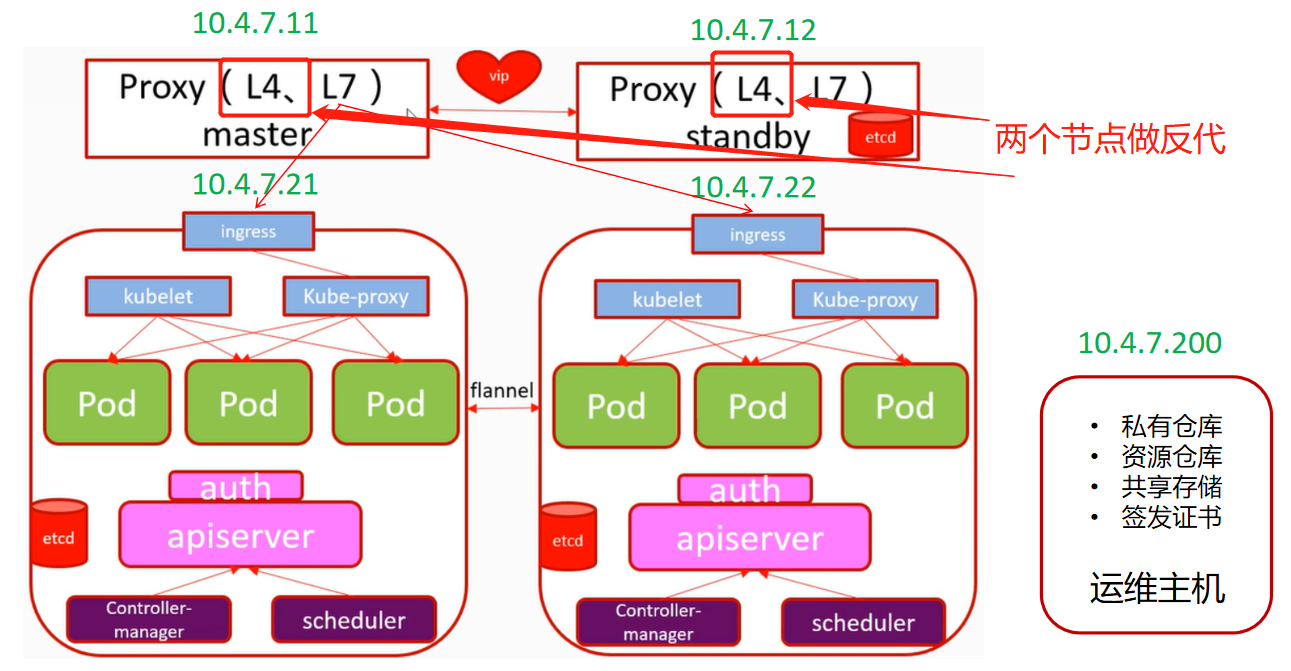 10.4.7.11
10.4.7.12
Proxy（L4、L7）
master
vip
Proxy（L4、L7）
standby
etcd
两个节点做反代
10.4.7.21
10.4.7.22
ingress
kubelet
Kube-proxy
Pod
Pod
Pod
auth
apiserver
etcd
Controller-
manager
scheduler
flannel
ingress
kubelet
Kube-proxy
Pod
Pod
Pod
auth
apiserver
etcd
Controller-
manager
scheduler
10.4.7.200
• 私有仓库
• 资源仓库
• 共享存储
• 签发证书
运维主机